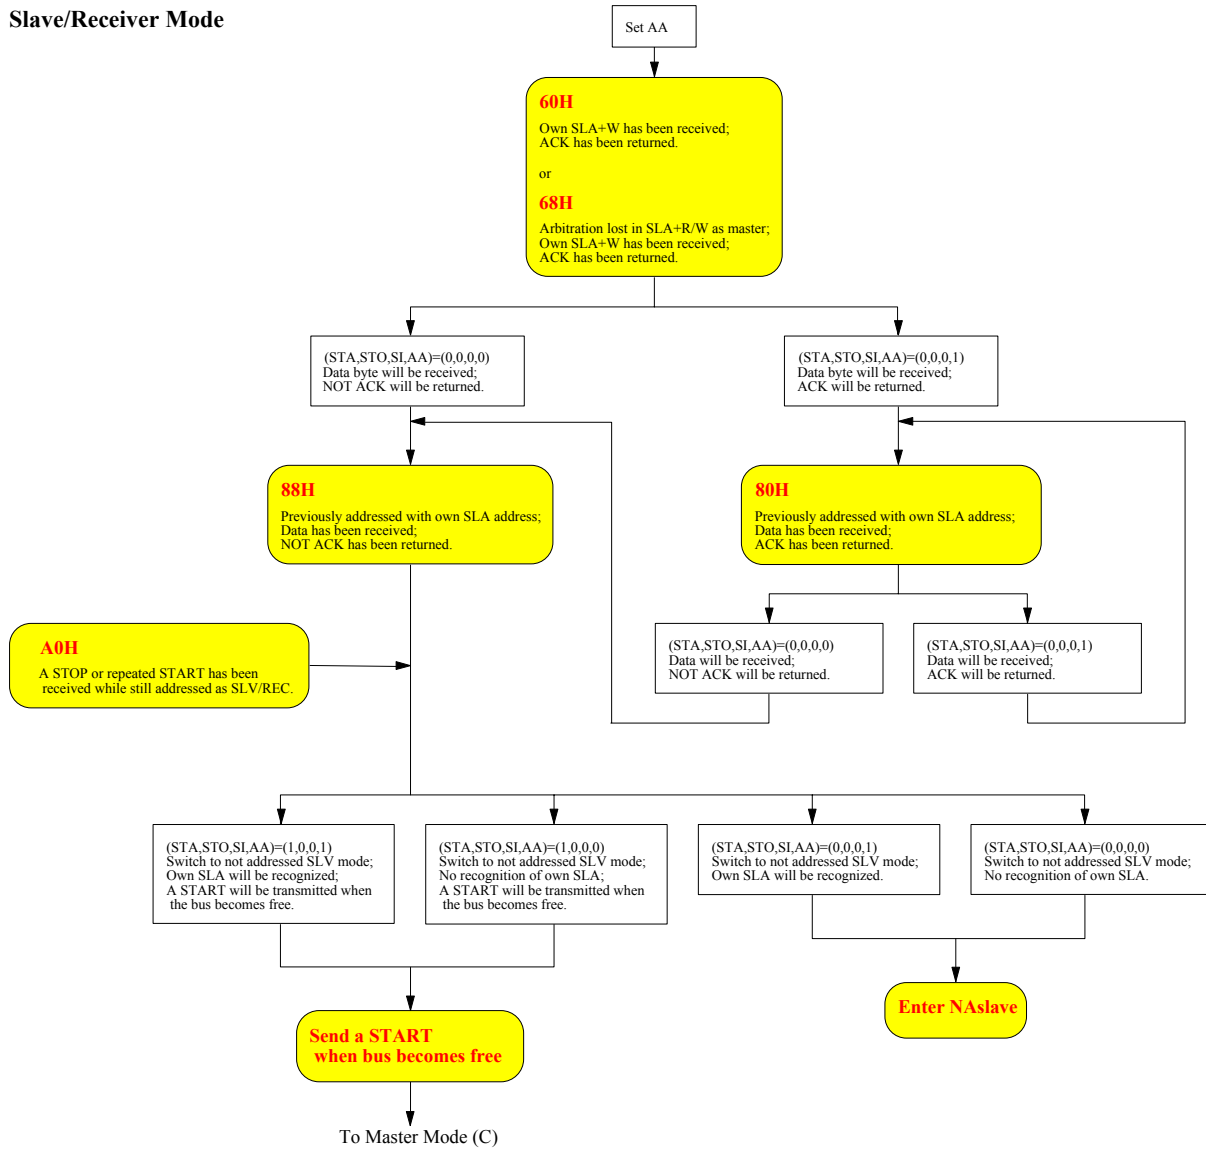 Slave/Receiver Mode
Set AA
60H
Own SLA+W has been received;
ACK has been returned.
or
68H
Arbitration lost in SLA+R/W as master;
Own SLA+W has been received;
ACK has been returned.
(STA,STO,SI,AA)=(0,0,0,0)
Data byte will be received;
NOT ACK will be returned.
(STA,STO,SI,AA)=(0,0,0,1)
Data byte will be received;
ACK will be returned.
88H
Previously addressed with own SLA address;
Data has been received;
NOT ACK has been returned.
80H
Previously addressed with own SLA address;
Data has been received;
ACK has been returned.
A0H
A STOP or repeated START has been
received while still addressed as SLV/REC.
(STA,STO,SI,AA)=(0,0,0,0)
Data will be received;
NOT ACK will be returned.
(STA,STO,SI,AA)=(0,0,0,1)
Data will be received;
ACK will be returned.
(STA,STO,SI,AA)=(1,0,0,1)
Switch to not addressed SLV mode;
Own SLA will be recognized;
A START will be transmitted when
the bus becomes free.
(STA,STO,SI,AA)=(1,0,0,0)
Switch to not addressed SLV mode;
No recognition of own SLA;
A START will be transmitted when
the bus becomes free.
(STA,STO,SI,AA)=(0,0,0,1)
Switch to not addressed SLV mode;
Own SLA will be recognized.
(STA,STO,SI,AA)=(0,0,0,0)
Switch to not addressed SLV mode;
No recognition of own SLA.
Send a START
when bus becomes free
Enter NAslave
To Master Mode (C)